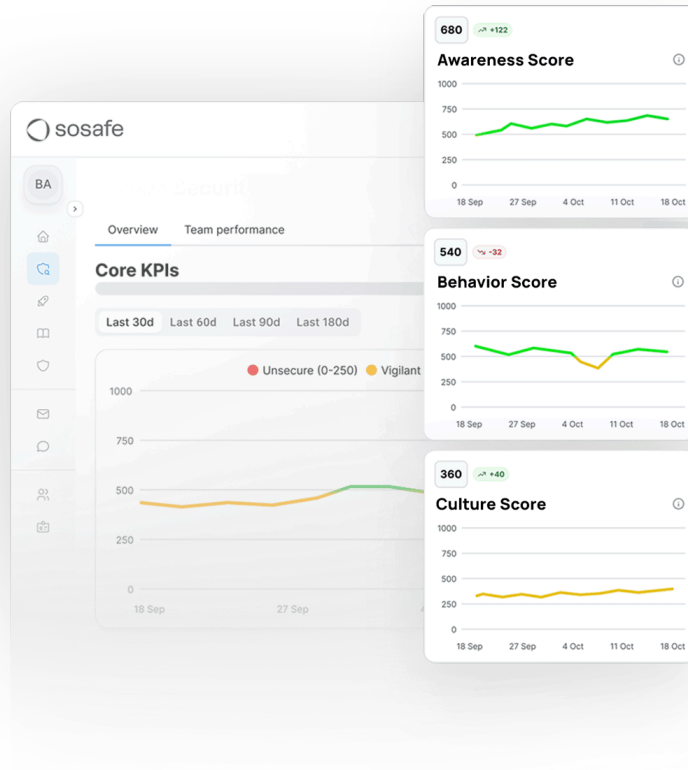 sosafe
BA
Securit
Overview
Team performance
Core KPIs
Last 30d
Last 60d
Last 90d
Last 180d
Unsecure (0-250)
Vigilant
1000
750
500
250
0
18 Sep
27 Sep
680
+122
Awareness Score
1000
750
500
250
0
18 Sep
27 Sep
4 Oct
11 Oct
18 Oct
540
-32
Behavior Score
1000
750
500
250
0
18 Sep
27 Sep
4 Oct
11 Oct
18 Oct
360
+40
Culture Score
1000
750
500
250
0
18 Sep
27 Sep
4 Oct
11 Oct
18 Oct